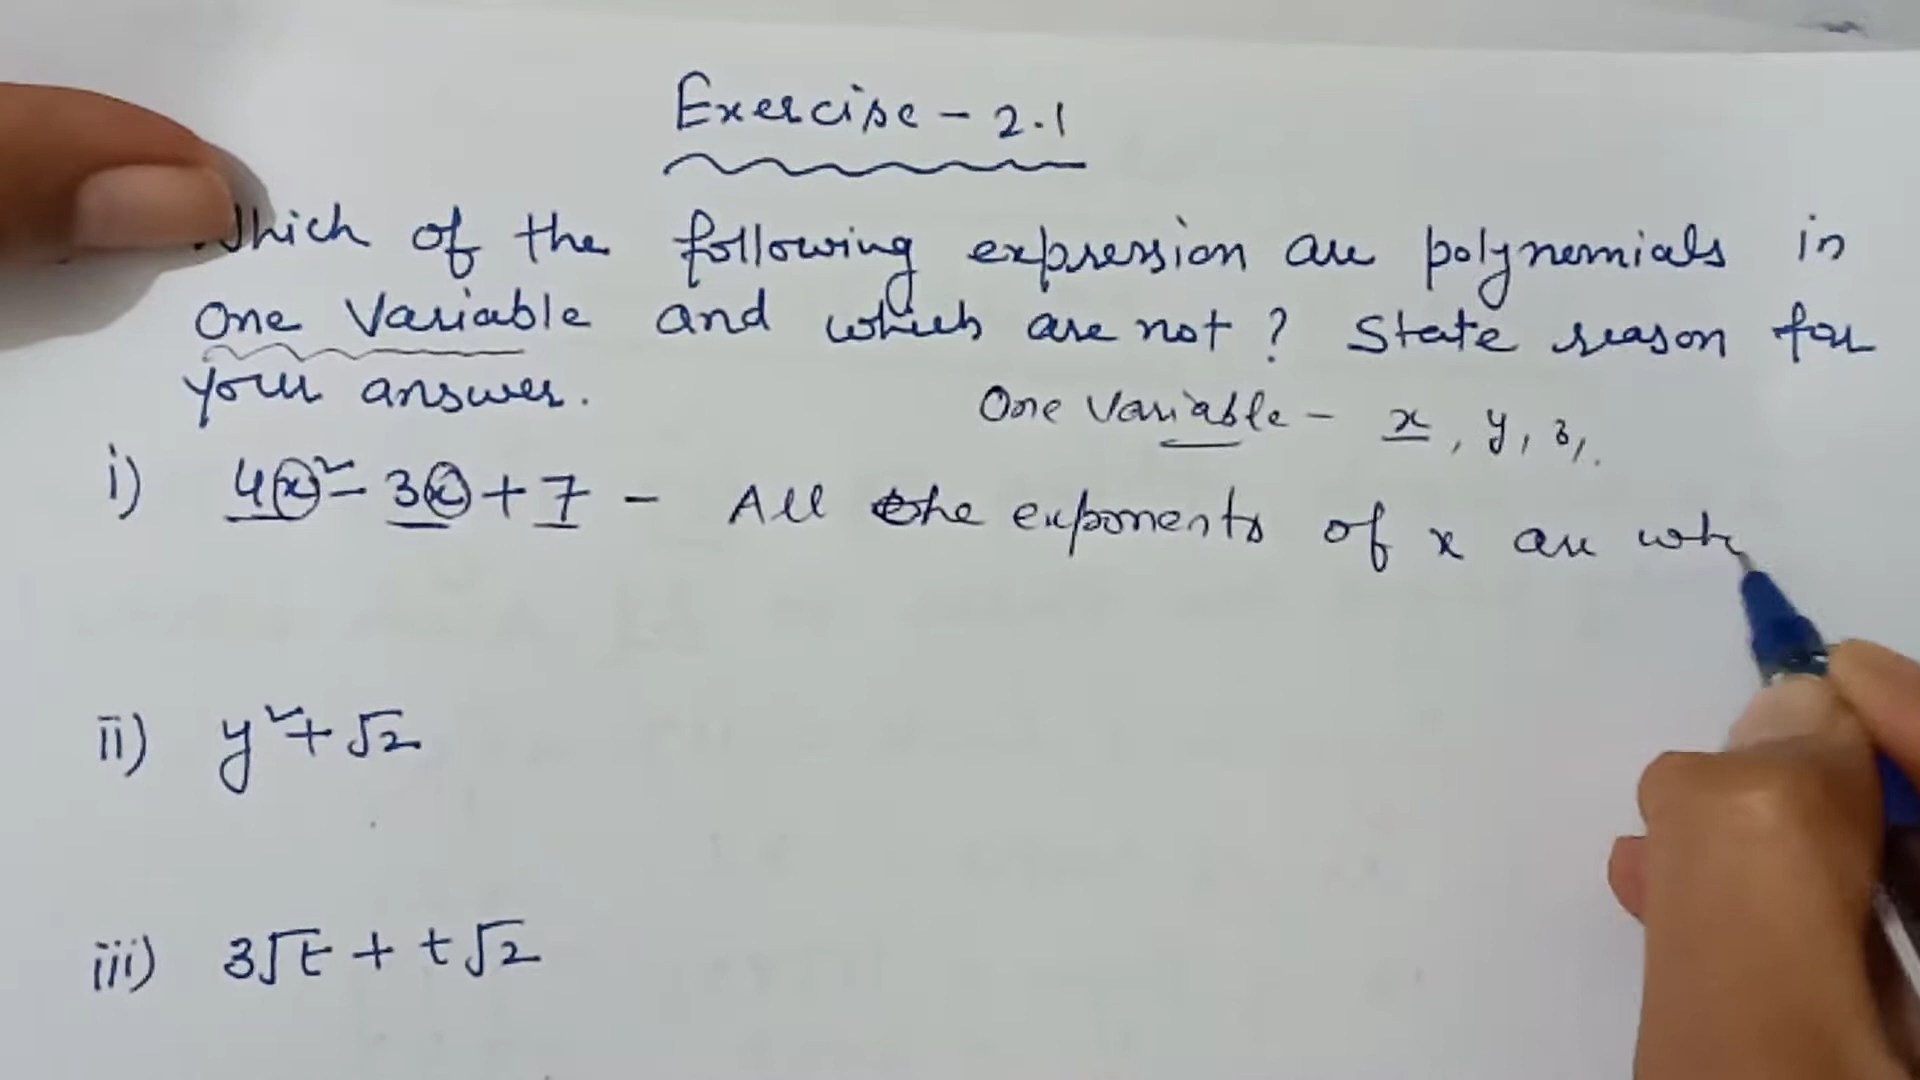 Exercise - 2.1
Which of the following expression are polynemials in
one Variable and which are not? State reason for
your answer.
One Variable - x, y, z,.
i) 4x² - 3x + 7 - All the exponents of x are wh
ii) y² + √2
iii) 3√t + t√2